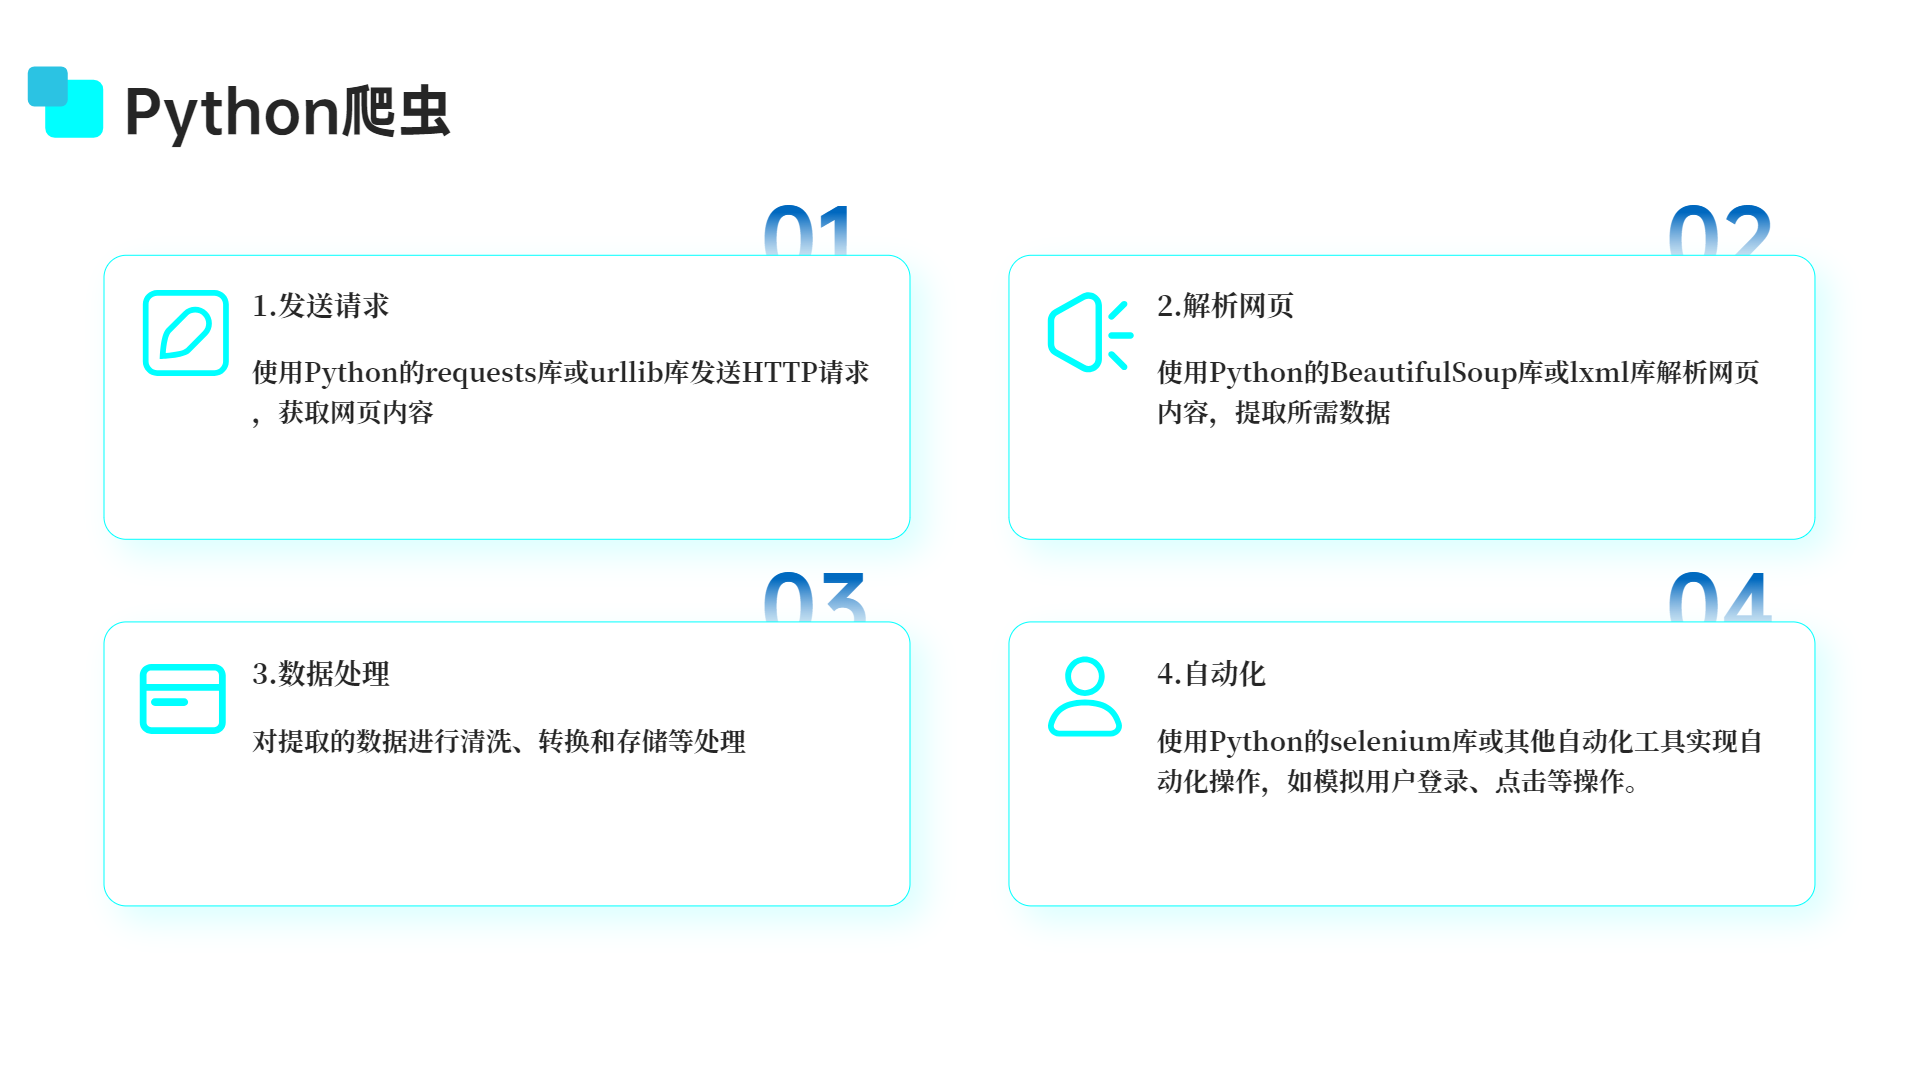 Python爬虫
01
1.发送请求
使用Python的requests库或urllib库发送HTTP请求
，获取网页内容
02
2.解析网页
使用Python的BeautifulSoup库或lxml库解析网页
内容，提取所需数据
03
3.数据处理
对提取的数据进行清洗、转换和存储等处理
04
4.自动化
使用Python的selenium库或其他自动化工具实现自
动化操作，如模拟用户登录、点击等操作。